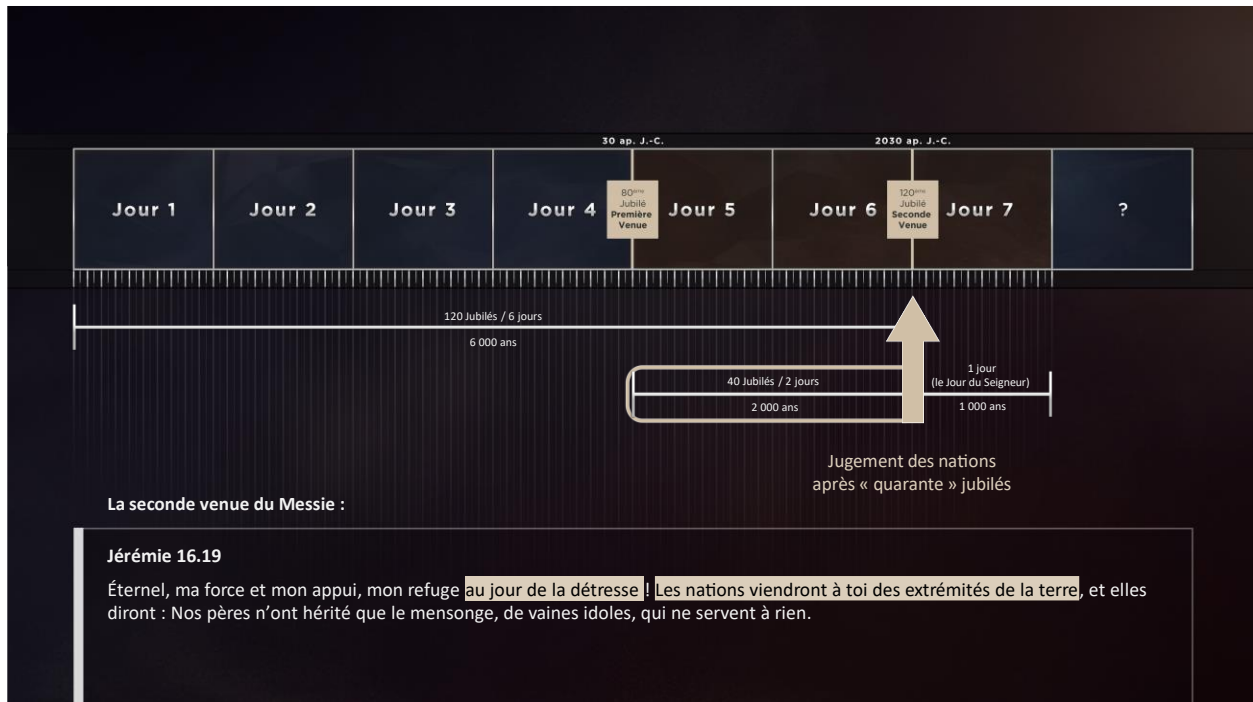 30 ap. J.-C.
2030 ap. J.-C.
Jour 1
Jour 2
Jour 3
Jour 4
80ème
Jubilé
Première
Venue
Jour 5
Jour 6
120ème
Jubilé
Seconde
Venue
Jour 7
?
120 Jubilés / 6 jours
6 000 ans
40 Jubilés / 2 jours
2 000 ans
1 jour
(le Jour du Seigneur)
1 000 ans
Jugement des nations
après « quarante » jubilés
La seconde venue du Messie :
Jérémie 16.19
Éternel, ma force et mon appui, mon refuge au jour de la détresse ! Les nations viendront à toi des extrémités de la terre, et elles
diront : Nos pères n’ont hérité que le mensonge, de vaines idoles, qui ne servent à rien.